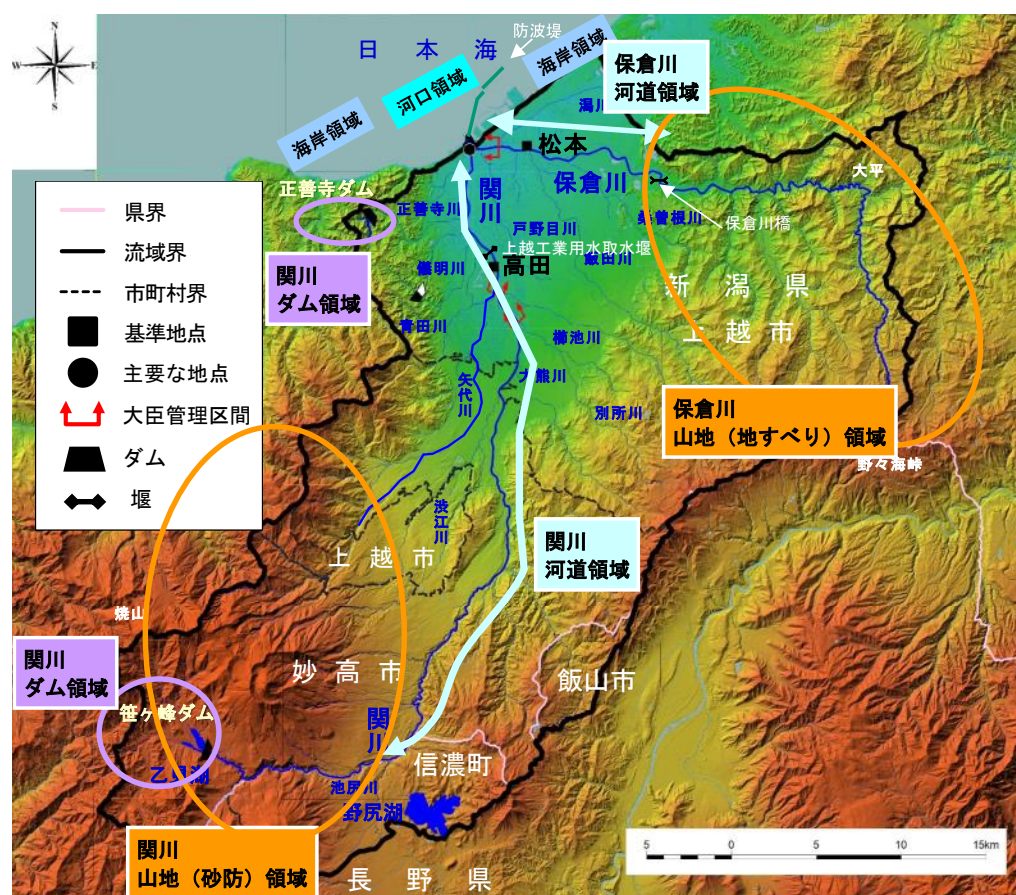 N
W
E
S
日本海
防波堤
海岸領域
河口領域
海岸領域
保倉川
河道領域
潟川
松本
保倉川
大平
正善寺ダム
正善寺川
関川
戸野目川
桑曽根川
保倉川橋
上越工業用水取水堰
飯田川
高田
儀明川
新潟県
上越市
関川
ダム領域
青田川
櫛池川
矢代川
大熊川
別所川
保倉川
山地（地すべり）領域
野々海峠
県界
流域界
市町村界
基準地点
主要な地点
大臣管理区間
ダム
堰
渋江川
上越市
関川
河道領域
焼山
妙高市
飯山市
関川
ダム領域
笹ヶ峰ダム
関川
乙見湖
信濃町
池尻川
野尻湖
関川
山地（砂防）領域
長野県
5 0 5 10 15km